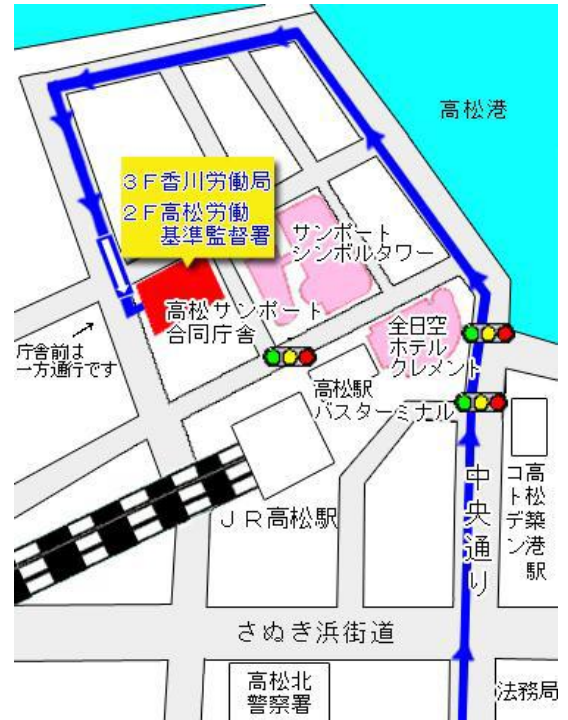 高松港
3F香川労働局
2F高松労働
基準監督署
サンポート
シンボルタワー
高松サンポート
合同庁舎
全日空
ホテル
クレメント
庁舎前は
一方通行です
高松駅
バスターミナル
JR高松駅
中央通り
高松築港駅
コトデン
さぬき浜街道
高松北
警察署
法務局